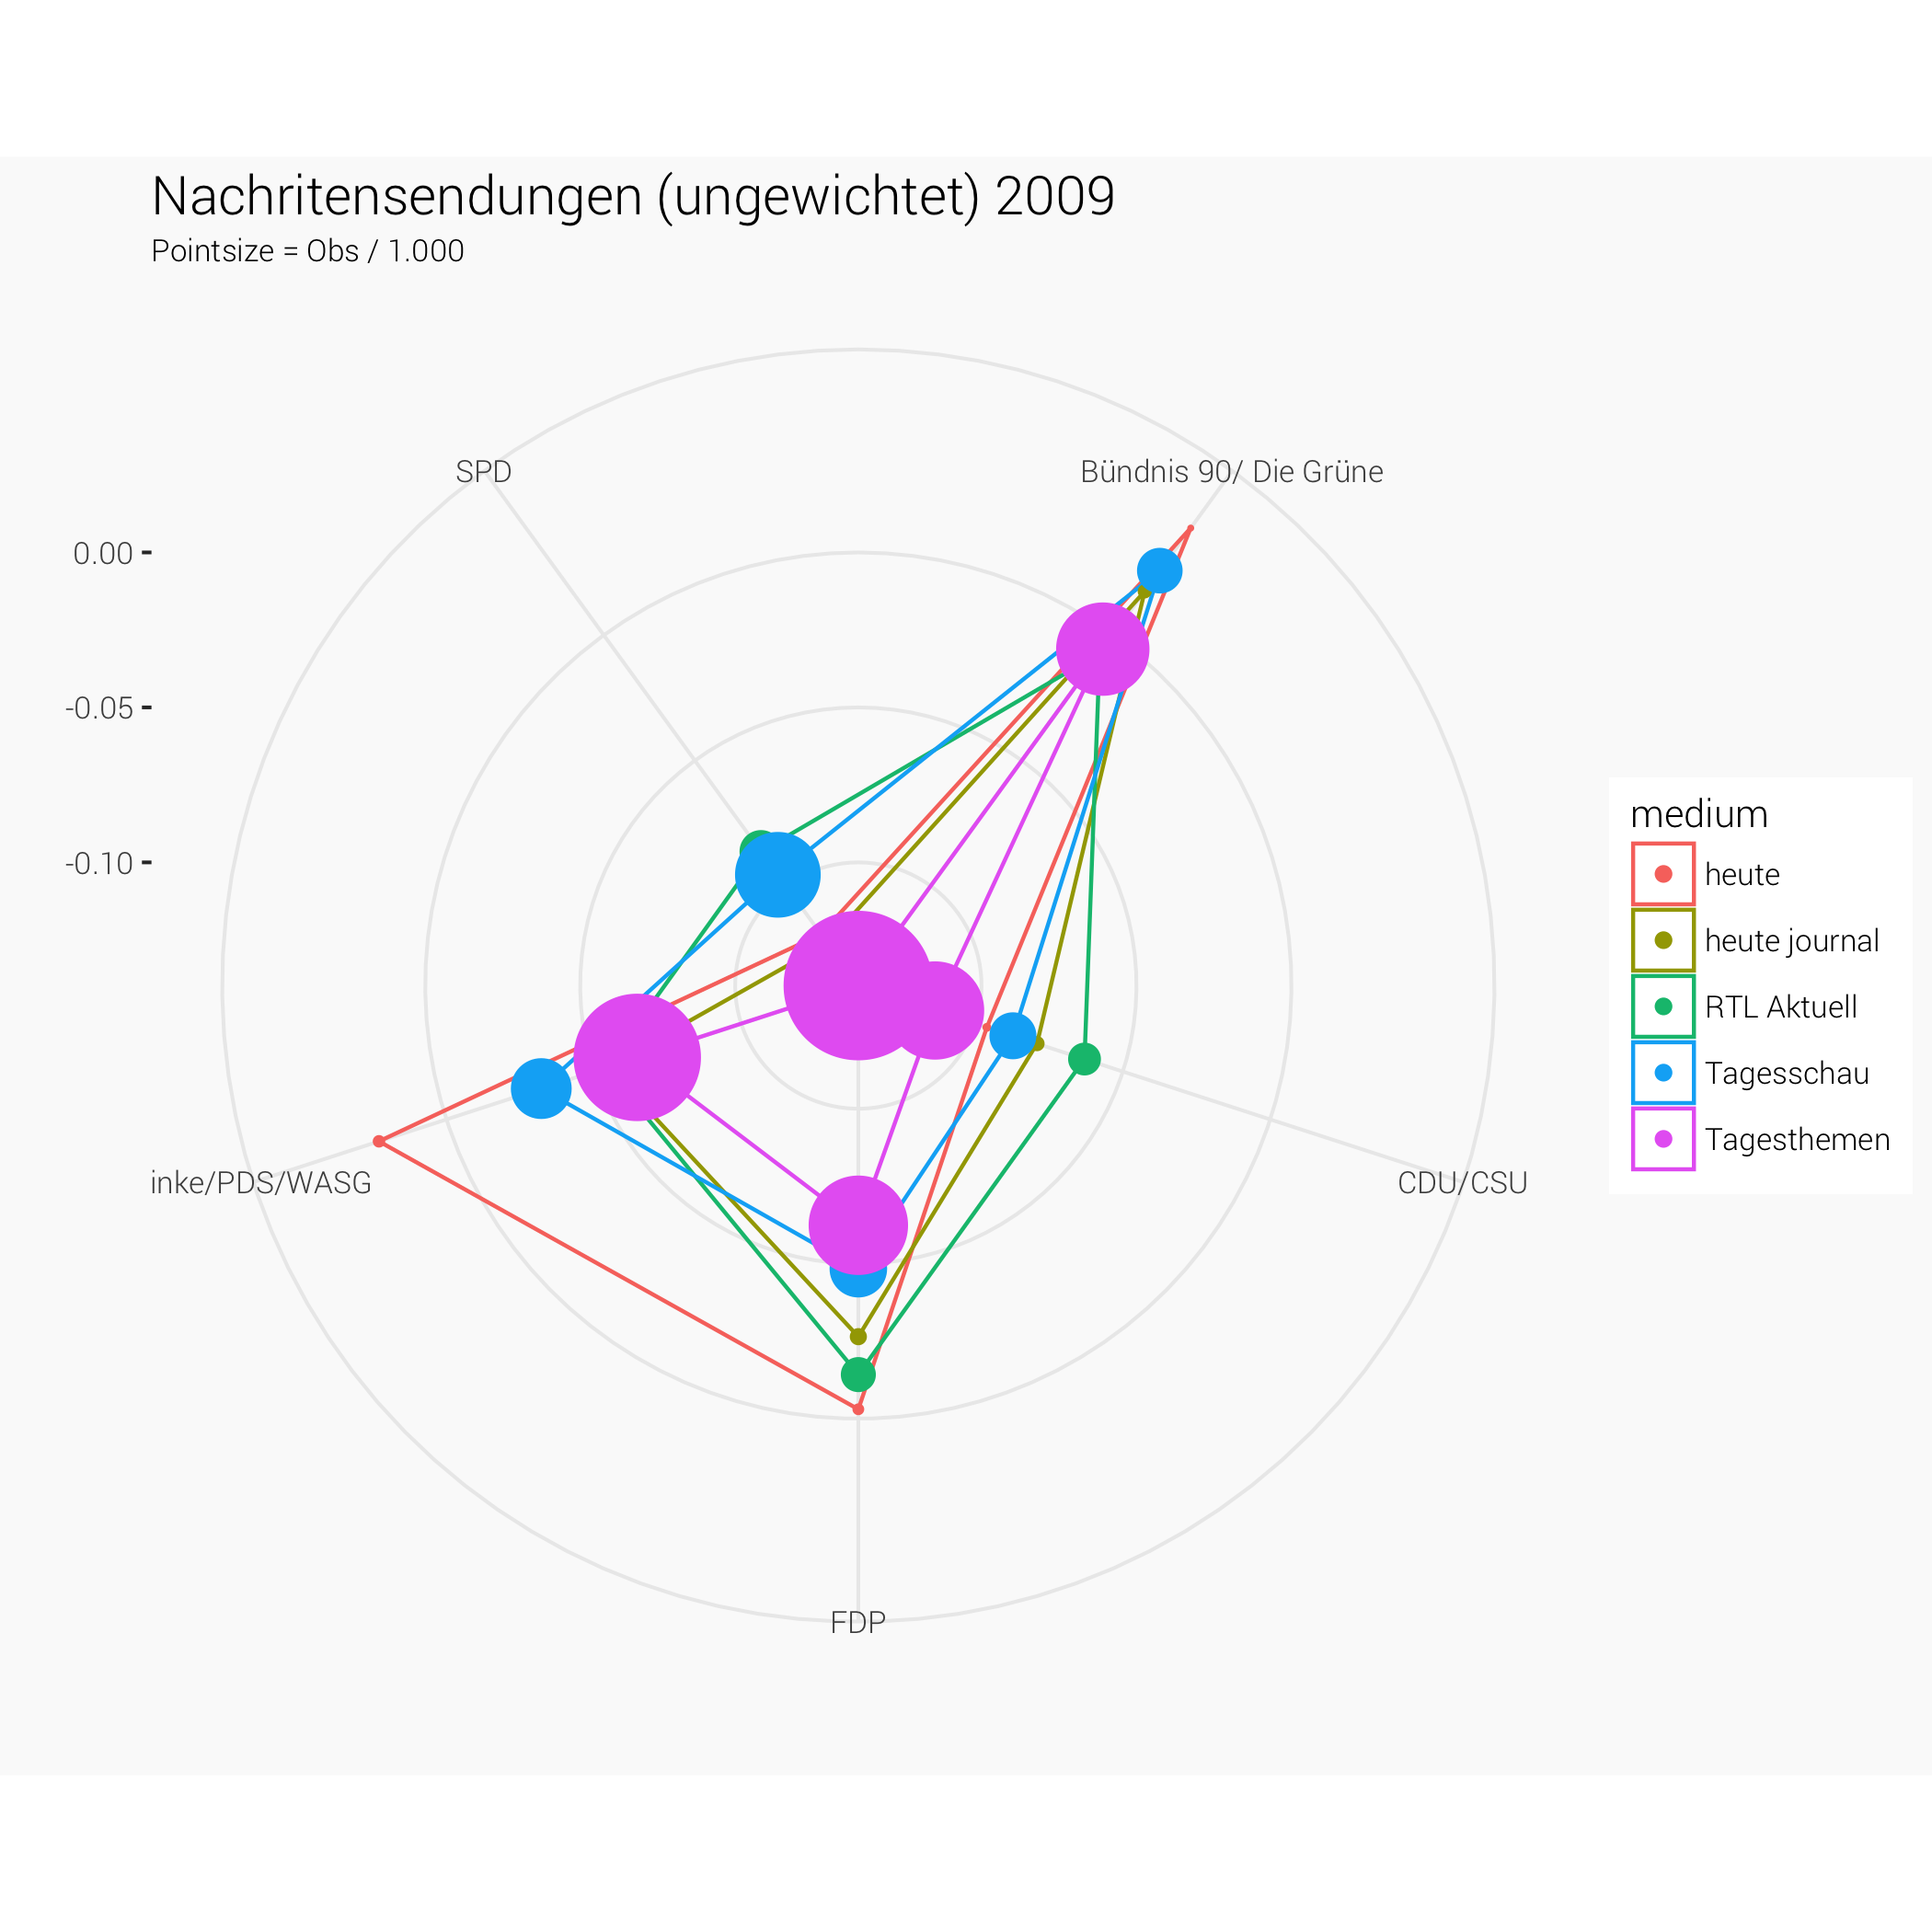 Nachritensendungen (ungewichtet) 2009
Pointsize = Obs / 1.000
SPD
Bündnis 90/ Die Grüne
0.00
-0.05
-0.10
inke/PDS/WASG
CDU/CSU
FDP
medium
heute
heute journal
RTL Aktuell
Tagesschau
Tagesthemen